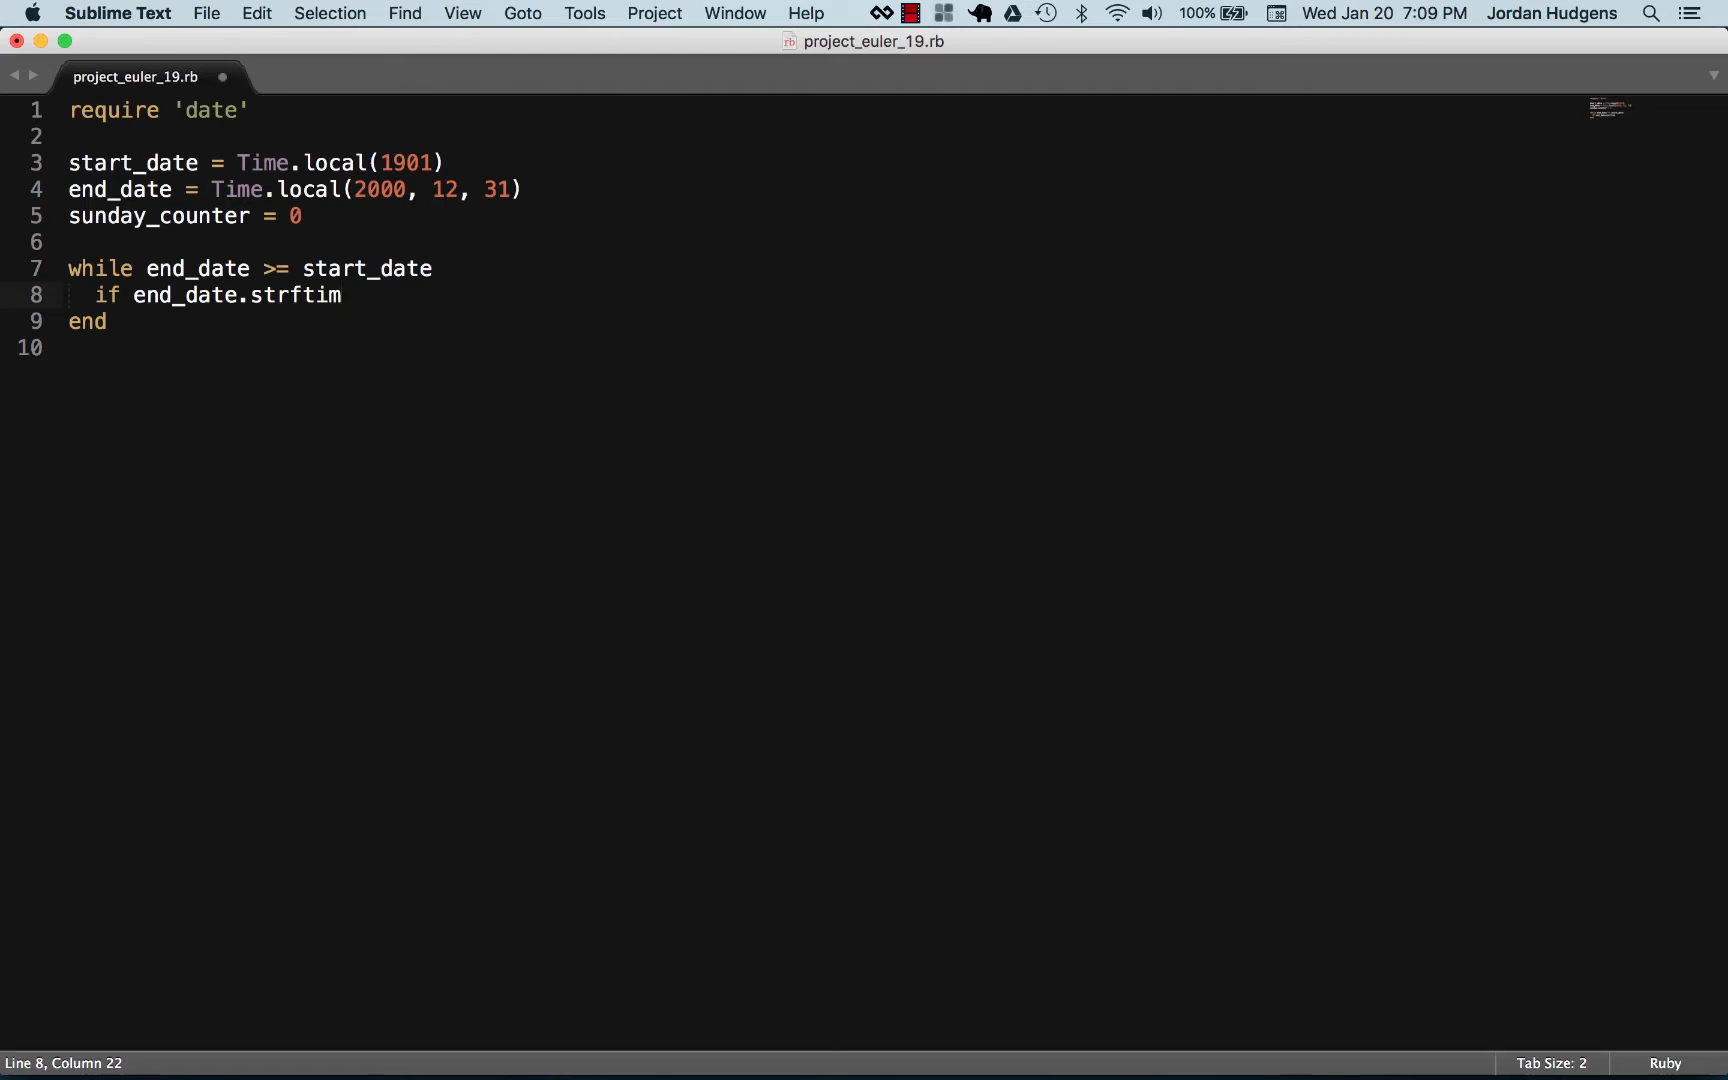 Sublime Text File Edit Selection Find View Goto Tools Project Window Help 100% Wed Jan 20 7:09 PM Jordan Hudgens
project_euler_19.rb
project_euler_19.rb
1 require 'date'
2
3 start_date = Time.local(1901)
4 end_date = Time.local(2000, 12, 31)
5 sunday_counter = 0
6
7 while end_date >= start_date
8 if end_date.strftim
9 end
10
Line 8, Column 22 Tab Size: 2 Ruby